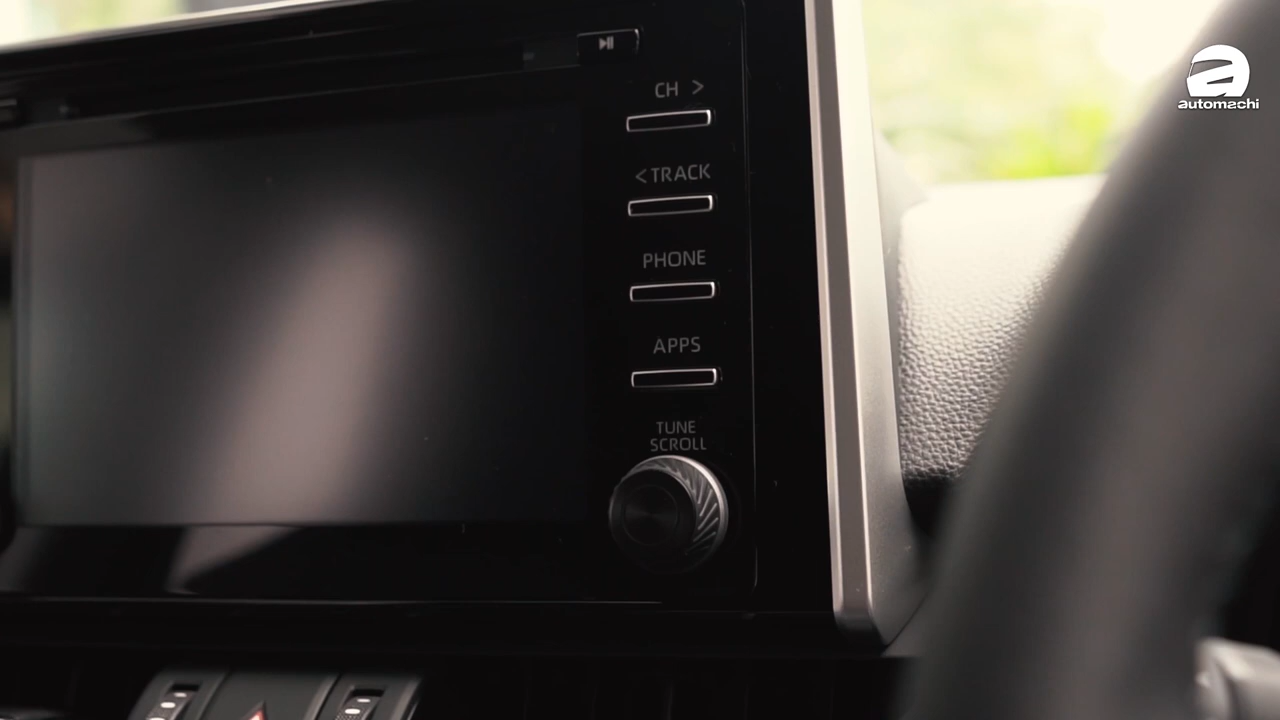 CH >
< TRACK
PHONE
APPS
TUNE
SCROLL
automachi